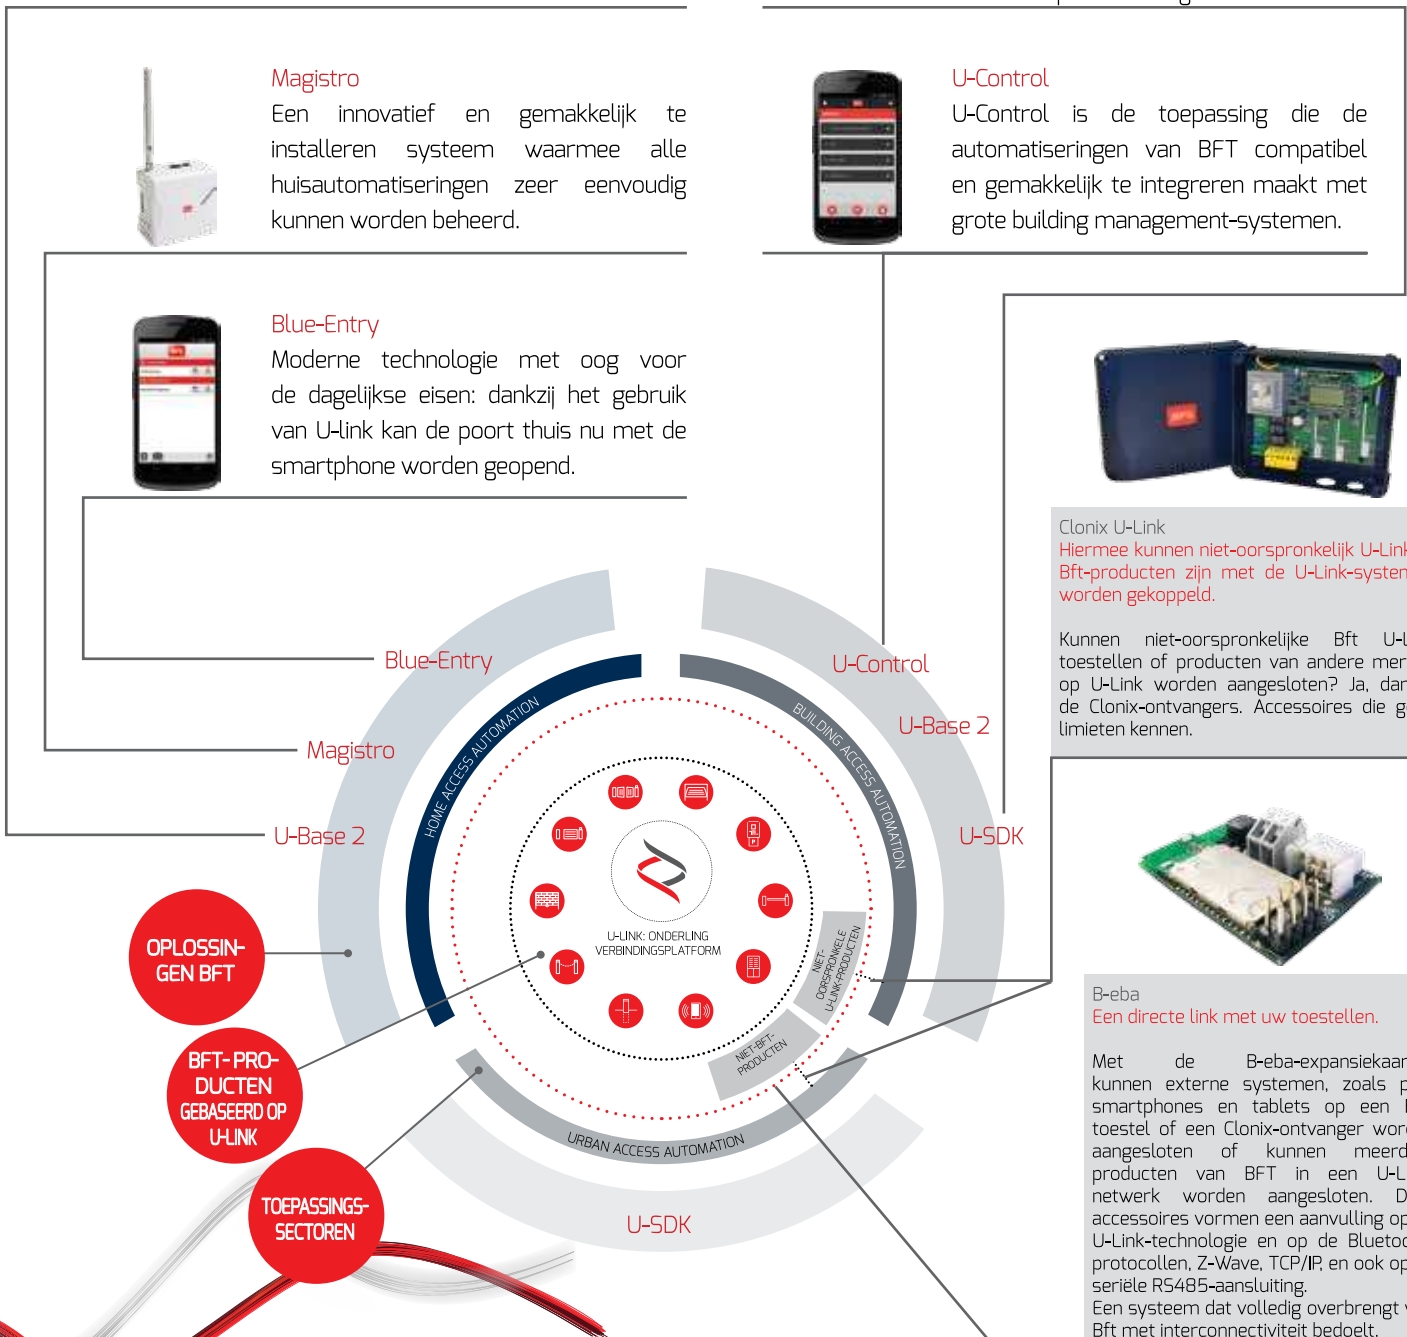 Magistro
Een innovatief en gemakkelijk te
installeren systeem waarmee alle
huisautomatiseringen zeer eenvoudig
kunnen worden beheerd.
U-Control
U-Control is de toepassing die de
automatiseringen van BFT compatibel
en gemakkelijk te integreren maakt met
grote building management-systemen.
Blue-Entry
Moderne technologie met oog voor
de dagelijkse eisen: dankzij het gebruik
van U-link kan de poort thuis nu met de
smartphone worden geopend.
Clonix U-Link
Hiermee kunnen niet-oorspronkelijk U-Link
Bft-producten zijn met de U-Link-system
worden gekoppeld.
Kunnen niet-oorspronkelijke Bft U-L
toestellen of producten van andere mer
op U-Link worden aangesloten? Ja, dan
de Clonix-ontvangers. Accessoires die g
limieten kennen.
Blue-Entry
Magistro
U-Base 2
U-Control
U-Base 2
U-SDK
HOME ACCESS AUTOMATION
BUILDING ACCESS AUTOMATION
URBAN ACCESS AUTOMATION
U-SDK
U-LINK: ONDERLING
VERBINDINGSPLATFORM
P
NIET-
OORSPRONKELE
U-LINK-PRODUCTEN
NIET-BFT-
PRODUCTEN
OPLOSSIN-
GEN BFT
BFT-PRO-
DUCTEN
GEBASEERD OP
U-LINK
TOEPASSINGS-
SECTOREN
B-eba
Een directe link met uw toestellen.
Met de B-eba-expansiekaar
kunnen externe systemen, zoals p
smartphones en tablets op een
toestel of een Clonix-ontvanger wor
aangesloten of kunnen meerd
producten van BFT in een U-L
netwerk worden aangesloten. D
accessoires vormen een aanvulling op
U-Link-technologie en op de Bluetoo
protocollen, Z-Wave, TCP/IP, en ook op
seriële RS485-aansluiting.
Een systeem dat volledig overbrengt v
Bft met interconnectiviteit bedoelt.